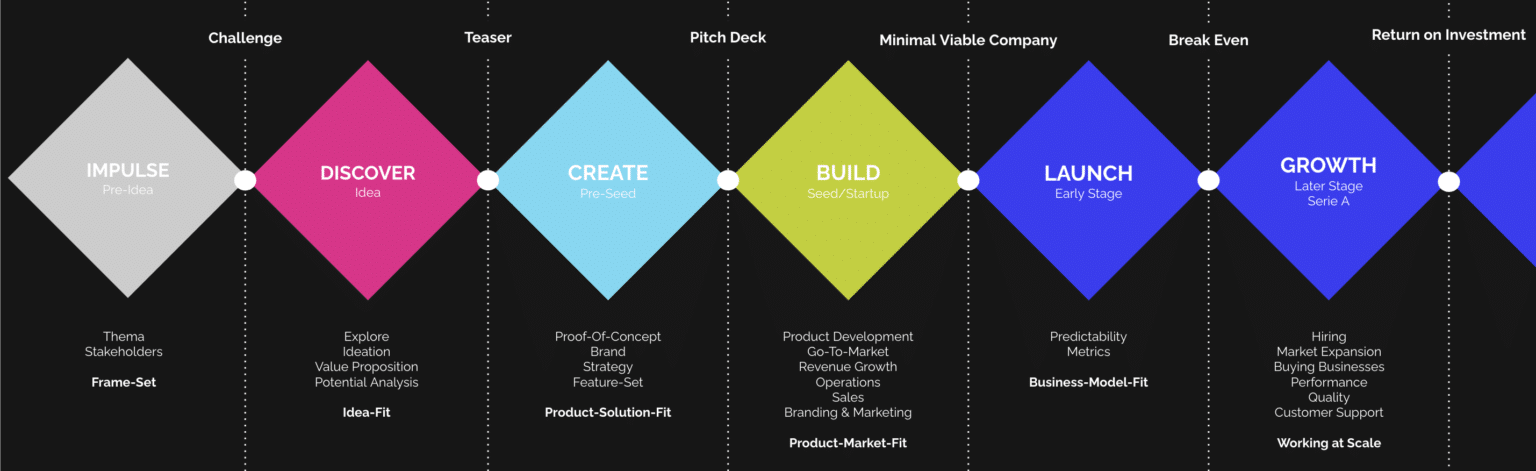 Challenge
Teaser
Pitch Deck
Minimal Viable Company
Break Even
Return on Investment
IMPULSE
Pre-Idea
DISCOVER
Idea
CREATE
Pre-Seed
BUILD
Seed/Startup
LAUNCH
Early Stage
GROWTH
Later Stage
Serie A
Thema
Stakeholders
Frame-Set
Explore
Ideation
Value Proposition
Potential Analysis
Idea-Fit
Proof-Of-Concept
Brand
Strategy
Feature-Set
Product-Solution-Fit
Product Development
Go-To-Market
Revenue Growth
Operations
Sales
Branding & Marketing
Product-Market-Fit
Predictability
Metrics
Business-Model-Fit
Hiring
Market Expansion
Buying Businesses
Performance
Quality
Customer Support
Working at Scale